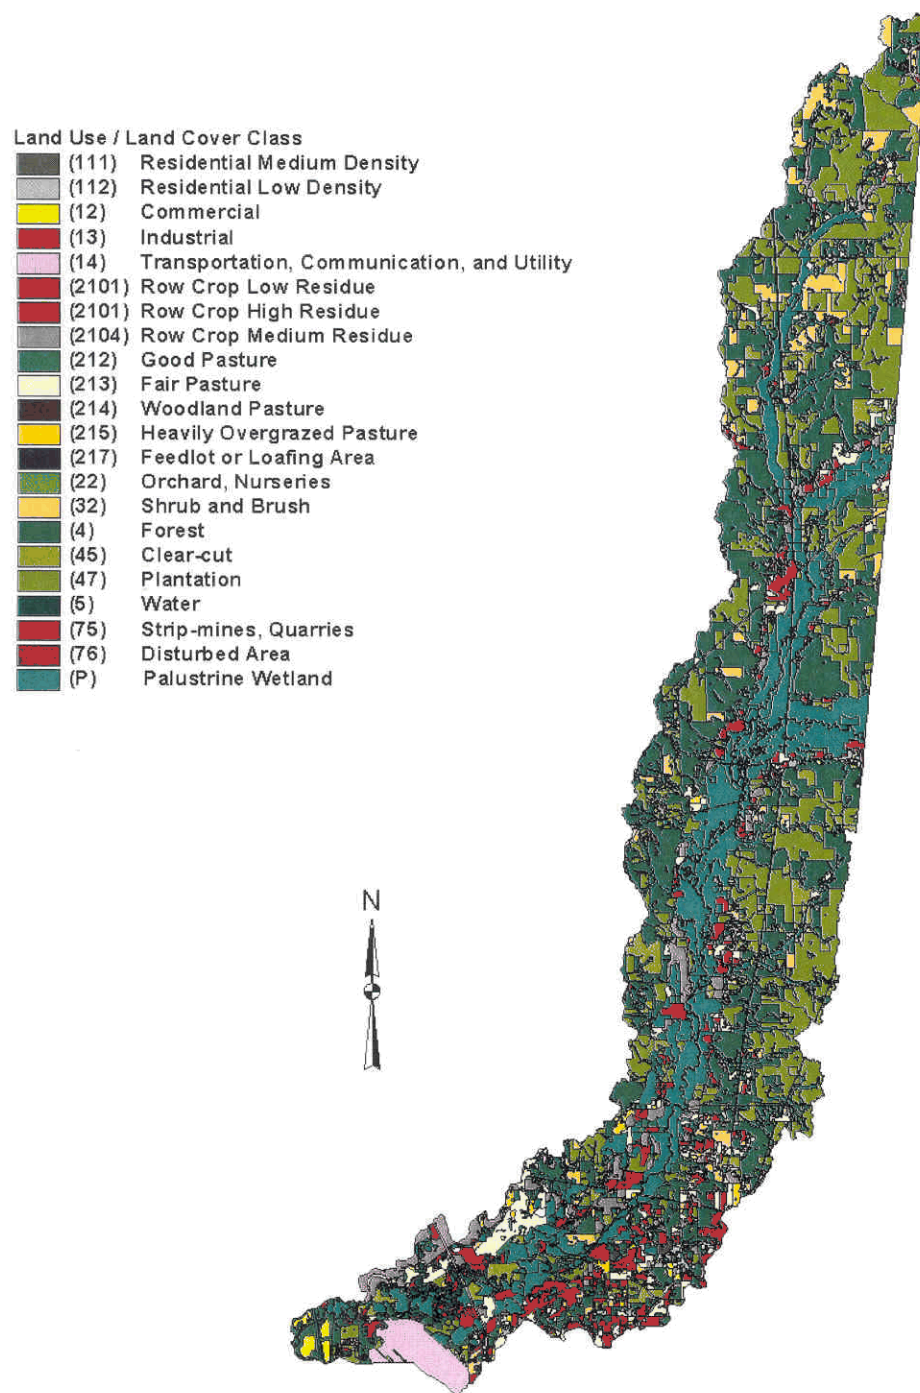 Land Use / Land Cover Class
(111) Residential Medium Density
(112) Residential Low Density
(12) Commercial
(13) Industrial
(14) Transportation, Communication, and Utility
(2101) Row Crop Low Residue
(2101) Row Crop High Residue
(2104) Row Crop Medium Residue
(212) Good Pasture
(213) Fair Pasture
(214) Woodland Pasture
(215) Heavily Overgrazed Pasture
(217) Feedlot or Loafing Area
(22) Orchard, Nurseries
(32) Shrub and Brush
(4) Forest
(45) Clear-cut
(47) Plantation
(5) Water
(75) Strip-mines, Quarries
(76) Disturbed Area
(P) Palustrine Wetland
N